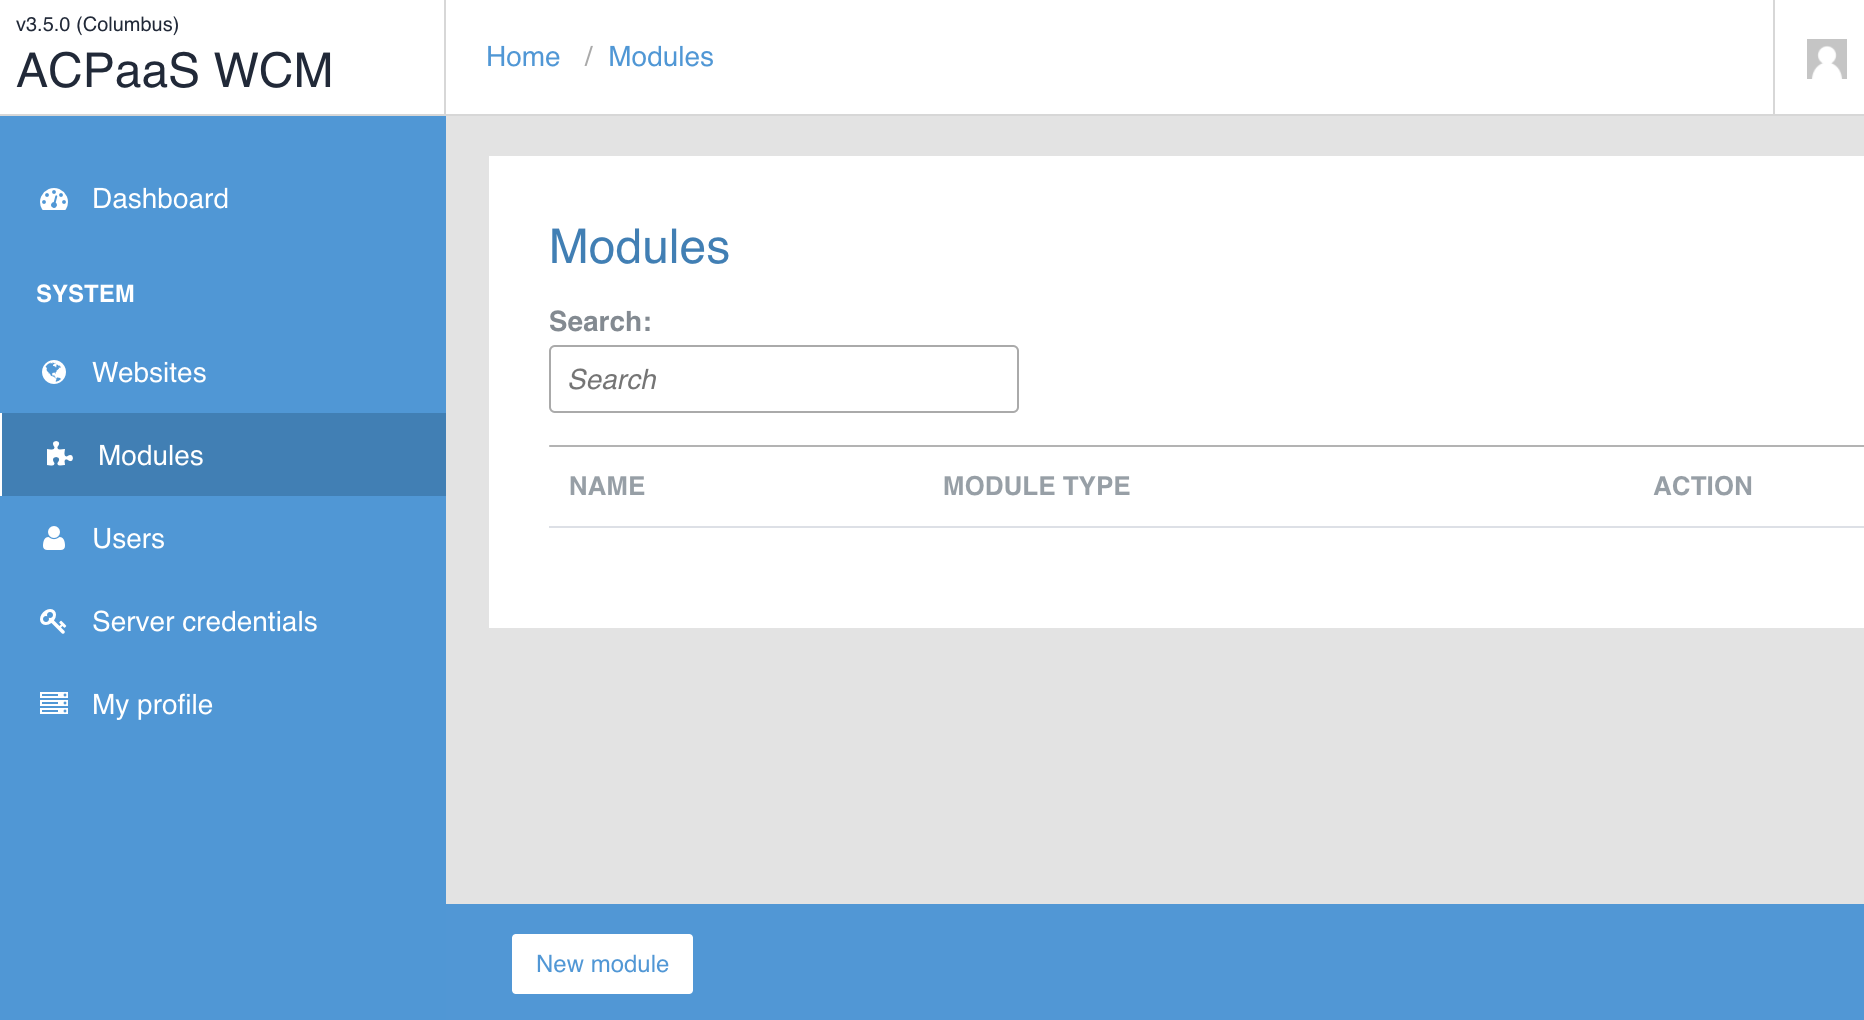 v3.5.0 (Columbus)
ACPaaS WCM
Home / Modules
Dashboard
SYSTEM
Websites
Modules
Users
Server credentials
My profile
Modules
Search:
Search
NAME MODULE TYPE ACTION
New module